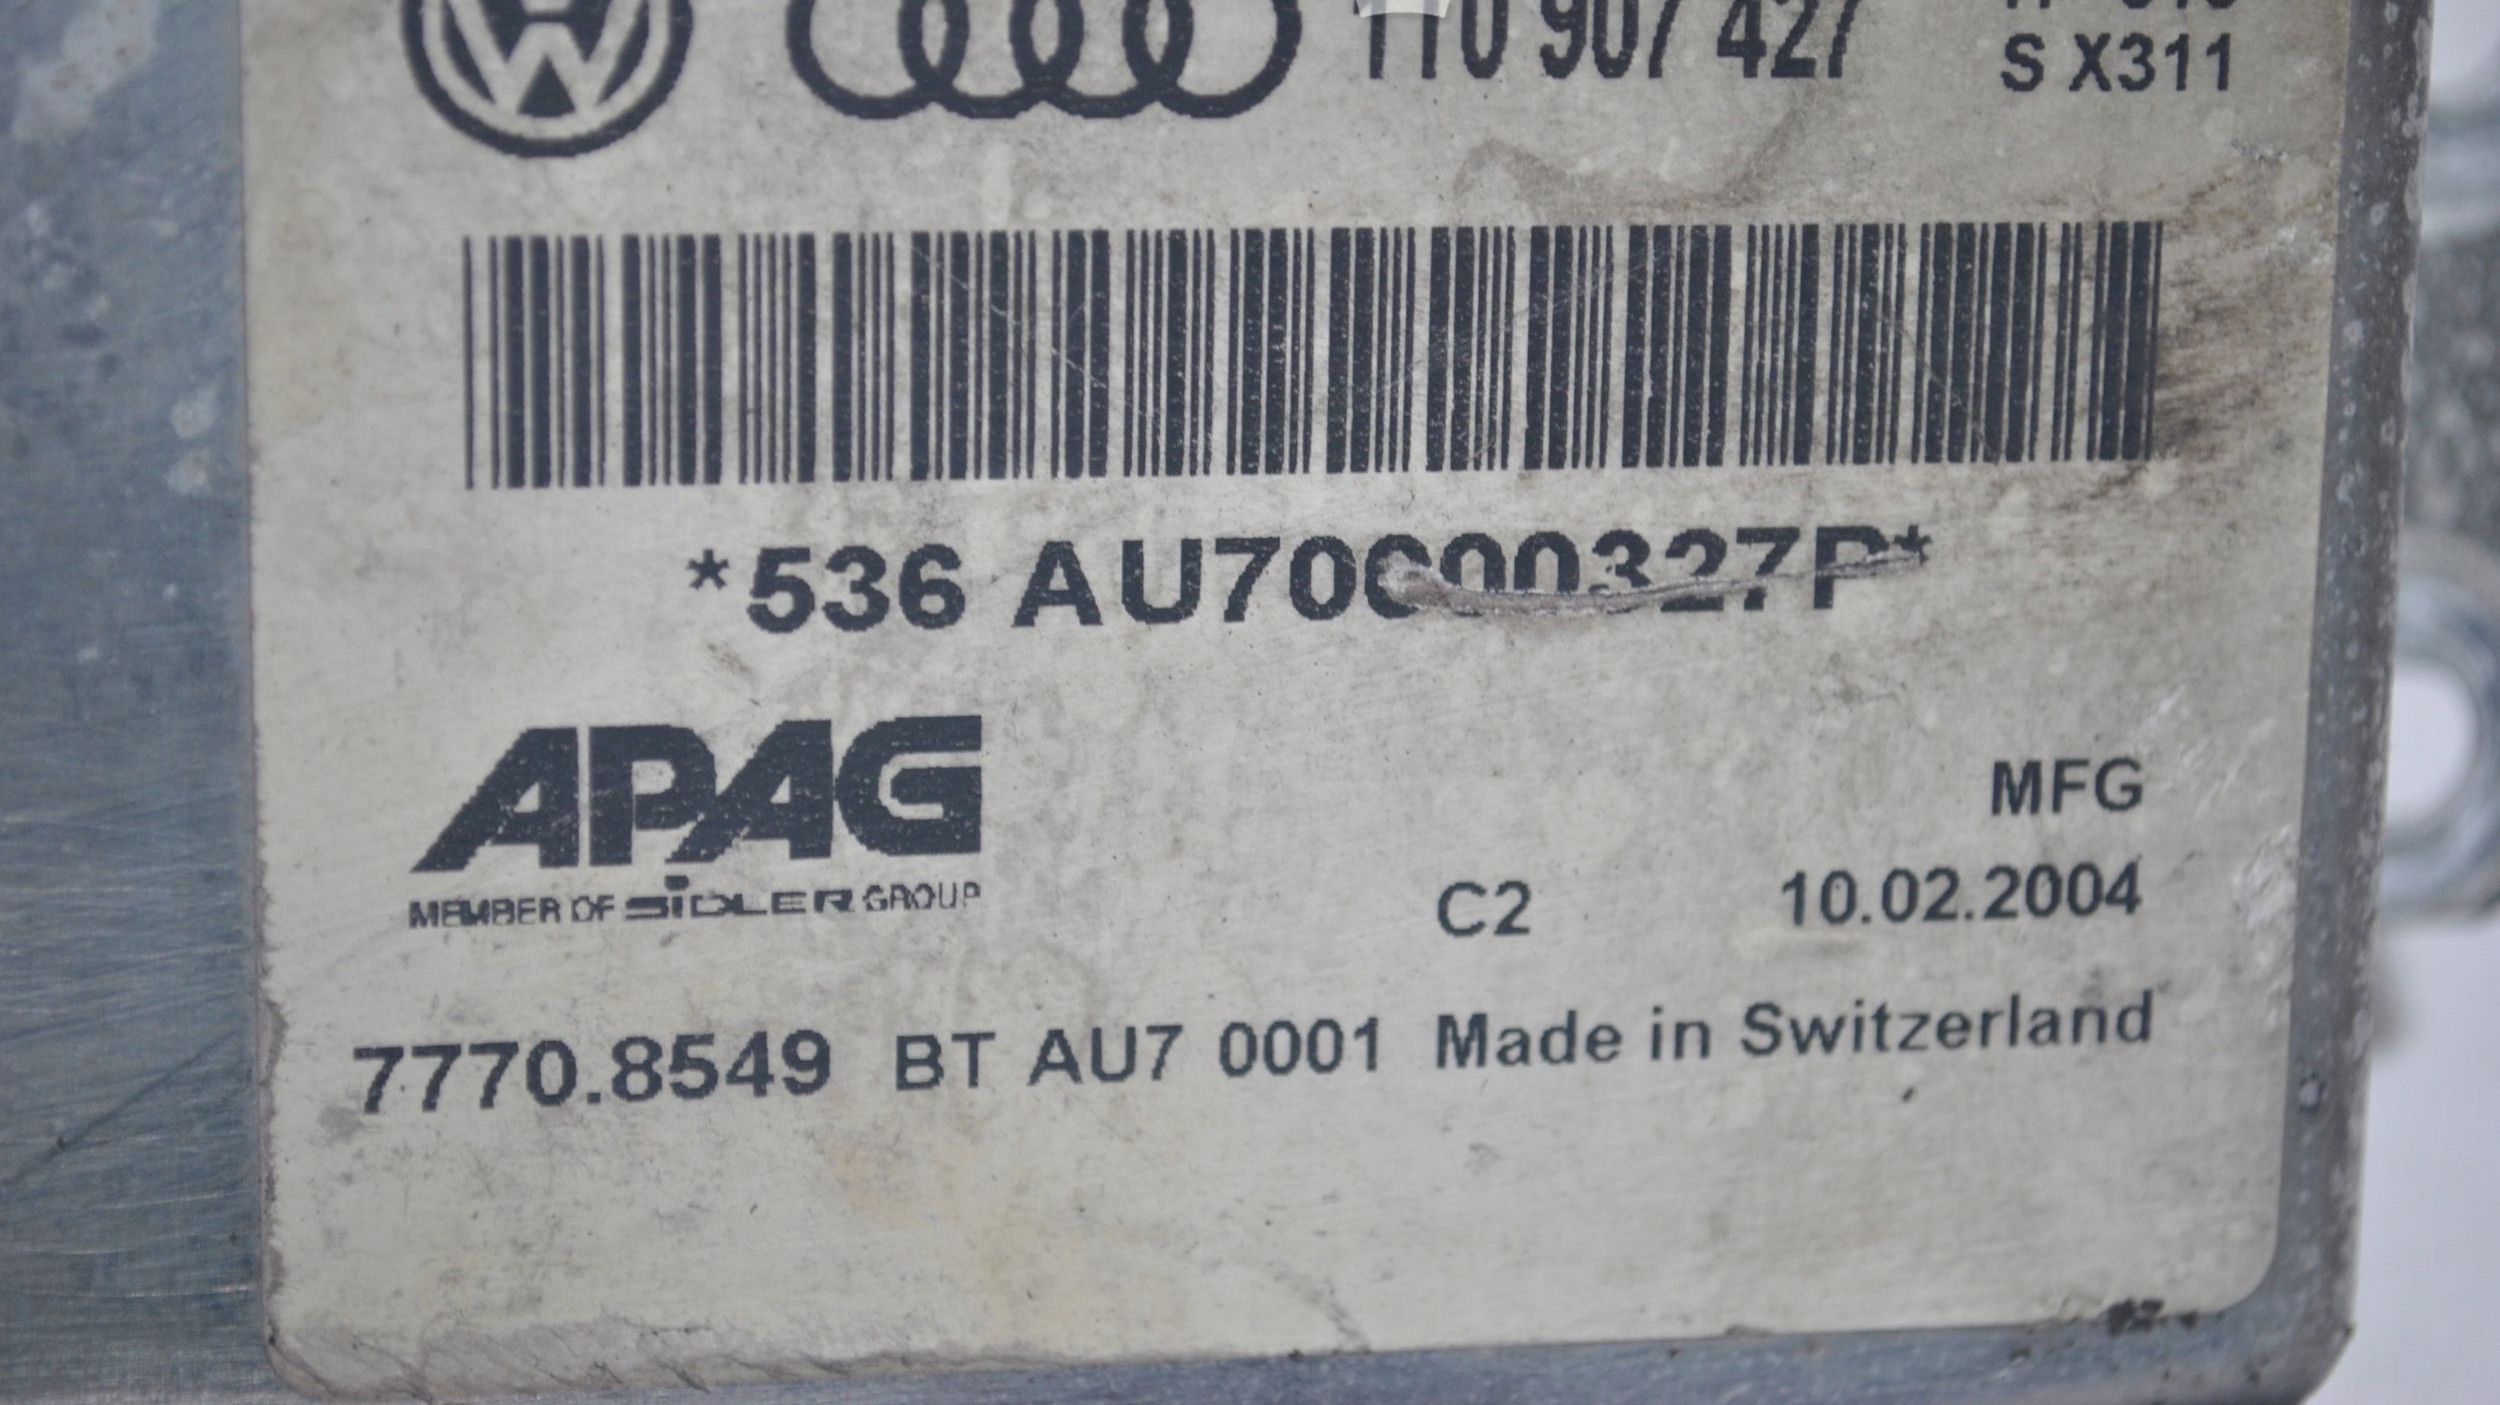 1T0 907 427
S X311
*536 AU70000327P*
APAG
MEMBER OF SIDLER GROUP
MFG
C2 10.02.2004
7770.8549 BT AU7 0001 Made in Switzerland